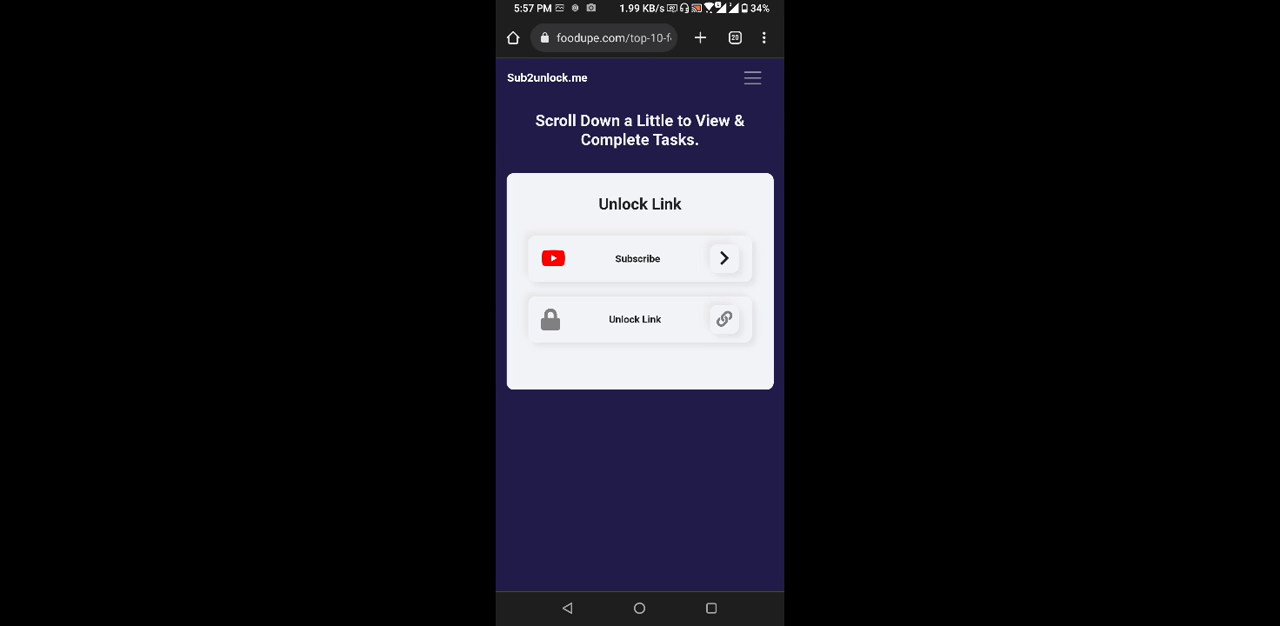 5:57 PM 1.99 KB/s 34%
foodupe.com/top-10-f
20
Sub2unlock.me
Scroll Down a Little to View &
Complete Tasks.
Unlock Link
Subscribe
Unlock Link